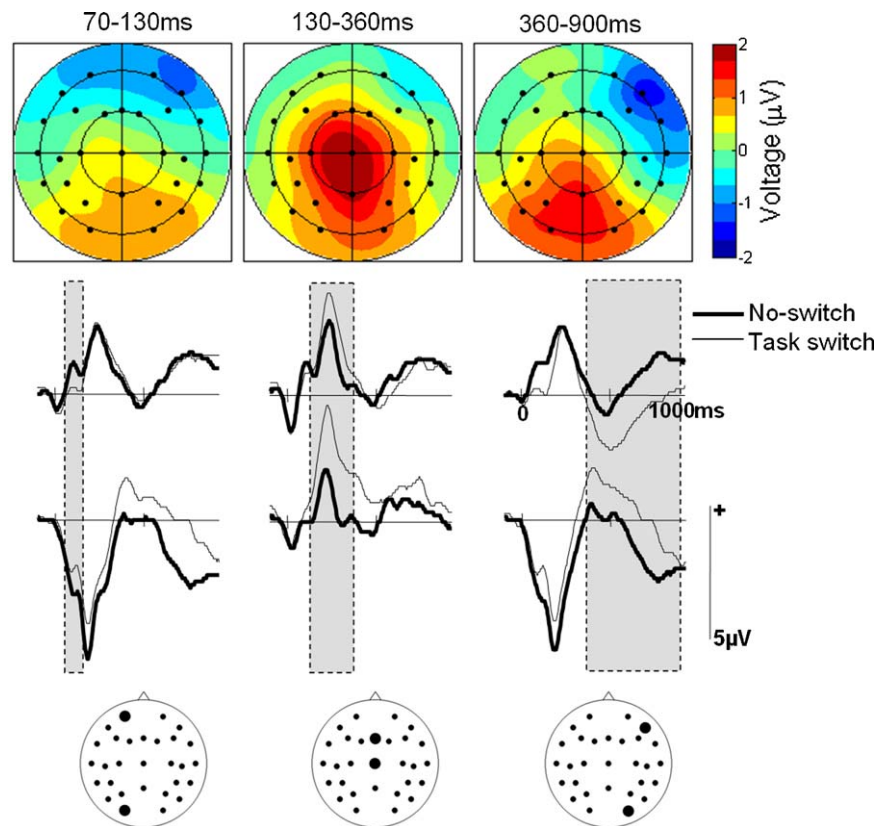 70-130ms
130-360ms
360-900ms
2
1
0
-1
-2
Voltage (µV)
No-switch
Task switch
0
1000ms
+
5µV